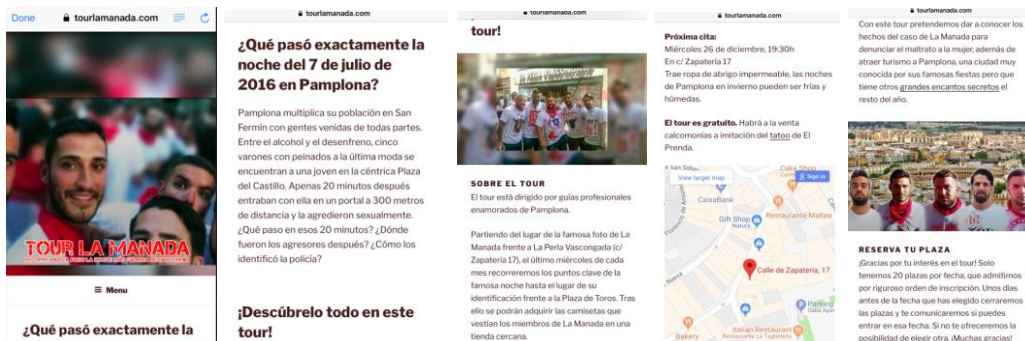 Done
tourlamanada.com
TOUR LA MANADA
Menu
¿Qué pasó exactamente la
tourlamanada.com
¿Qué pasó exactamente la
noche del 7 de julio de
2016 en Pamplona?
Pamplona multiplica su población en San
Fermín con gentes venidas de todas partes.
Entre el alcohol y el desenfreno, cinco
varones con peinados a la última moda se
encuentran a una joven en la céntrica Plaza
del Castillo. Apenas 20 minutos después
entraban con ella en un portal a 300 metros
de distancia y la agredieron sexualmente.
¿Qué paso en esos 20 minutos? ¿Dónde
fueron los agresores después? ¿Cómo los
identificó la policía?
¡Descúbrelo todo en este
tour!
tourlamanada.com
tour!
SOBRE EL TOUR
El tour está dirigido por guías profesionales
enamorados de Pamplona.
Partiendo del lugar de la famosa foto de La
Manada frente a La Perla Vascongada (c/
Zapatería 17), el último miércoles de cada
mes recorreremos los puntos clave de la
famosa noche hasta el lugar de su
identificación frente a la Plaza de Toros. Tras
ello se podrán adquirir las camisetas que
vestían los miembros de La Manada en una
tienda cercana.
tourlamanada.com
Próxima cita:
Miércoles 26 de diciembre, 19:30h
En c/ Zapatería 17
Trae ropa de abrigo impermeable, las noches
de Pamplona en invierno pueden ser frías y
húmedas.
El tour es gratuito. Habrá a la venta
calcomonías a imitación del tatoo de El
Prenda.
View larger map
Sign in
Cake Shop
CaixaBank
Restaurante Maltea
Gift Shop
Natura
Calle de Zapatería, 17
Parking
Italian Restaurant
Bakery
tourlamanada.com
Con este tour pretendemos dar a conocer los
hechos del caso de La Manada para
denunciar el maltrato a la mujer, además de
atraer turismo a Pamplona, una ciudad muy
conocida por sus famosas fiestas pero que
tiene otros grandes encantos secretos el
resto del año.
RESERVA TU PLAZA
¡Gracias por tu interés en el tour! Solo
tenemos 20 plazas por fecha, que admitimos
por riguroso orden de inscripción. Unos días
antes de la fecha que has elegido cerraremos
las plazas y te comunicaremos si puedes
entrar en esa fecha. Si no te ofreceremos la
posibilidad de elegir otra. ¡Muchas gracias!